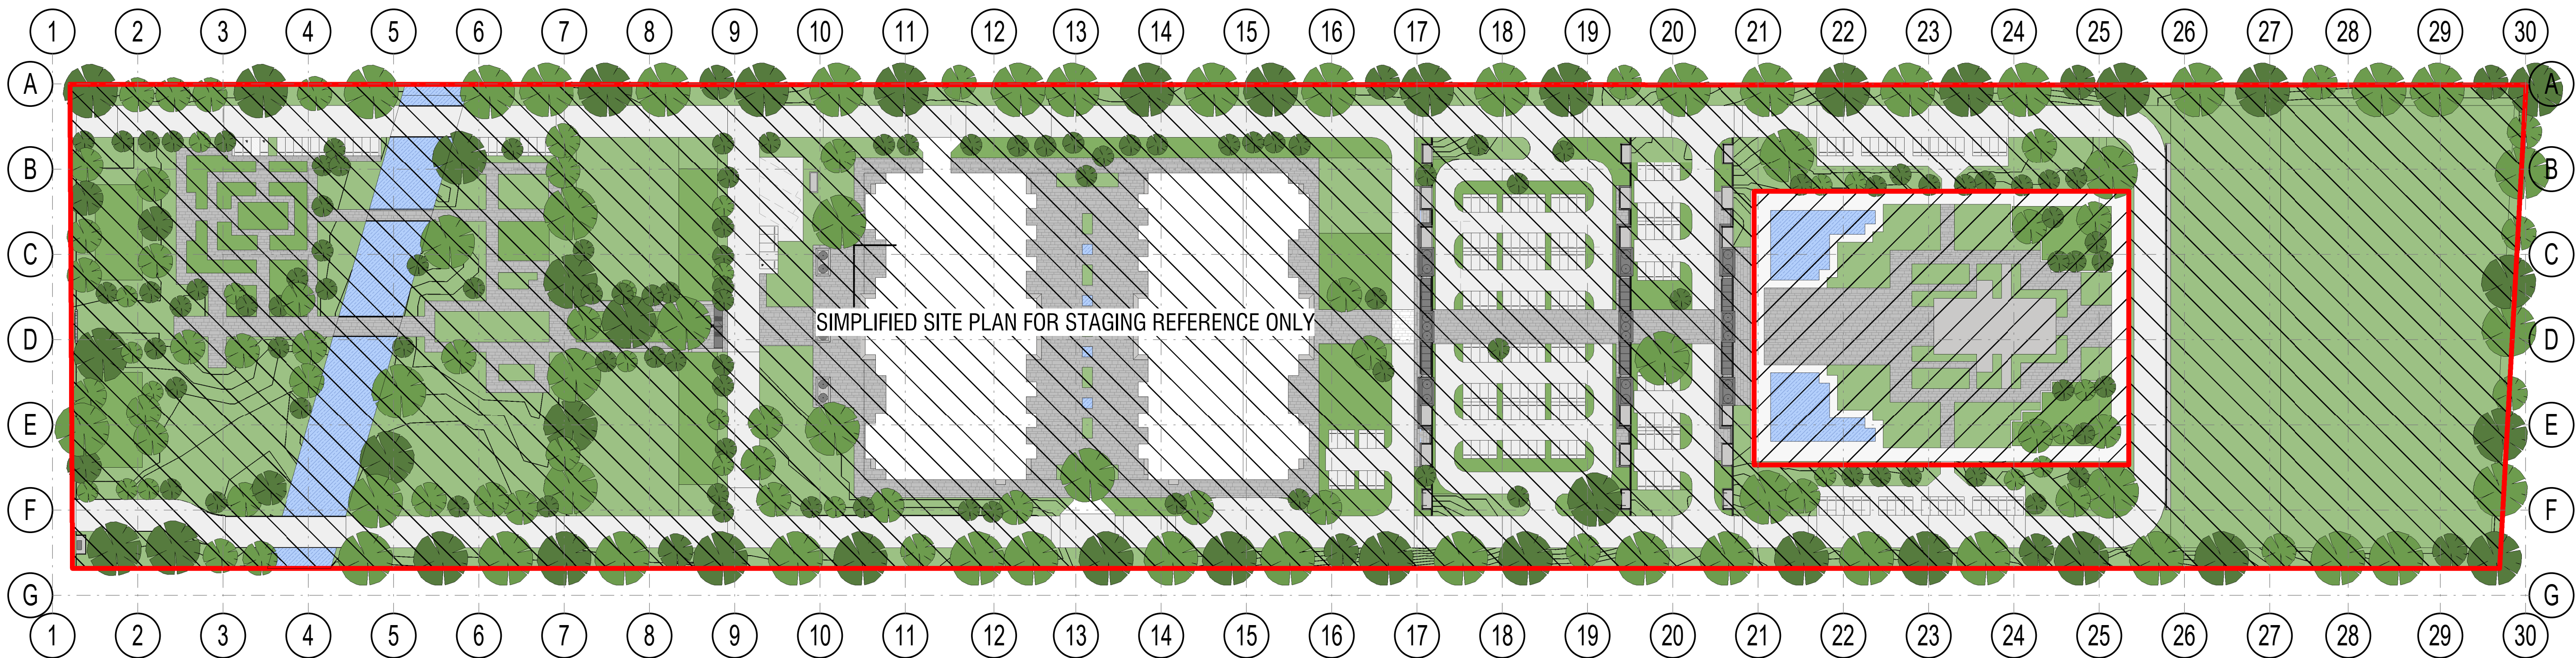 1 2 3 4 5 6 7 8 9 10 11 12 13 14 15 16 17 18 19 20 21 22 23 24 25 26 27 28 29 30
A A
B B
C C
SIMPLIFIED SITE PLAN FOR STAGING REFERENCE ONLY
D D
E E
F F
G G
1 2 3 4 5 6 7 8 9 10 11 12 13 14 15 16 17 18 19 20 21 22 23 24 25 26 27 28 29 30